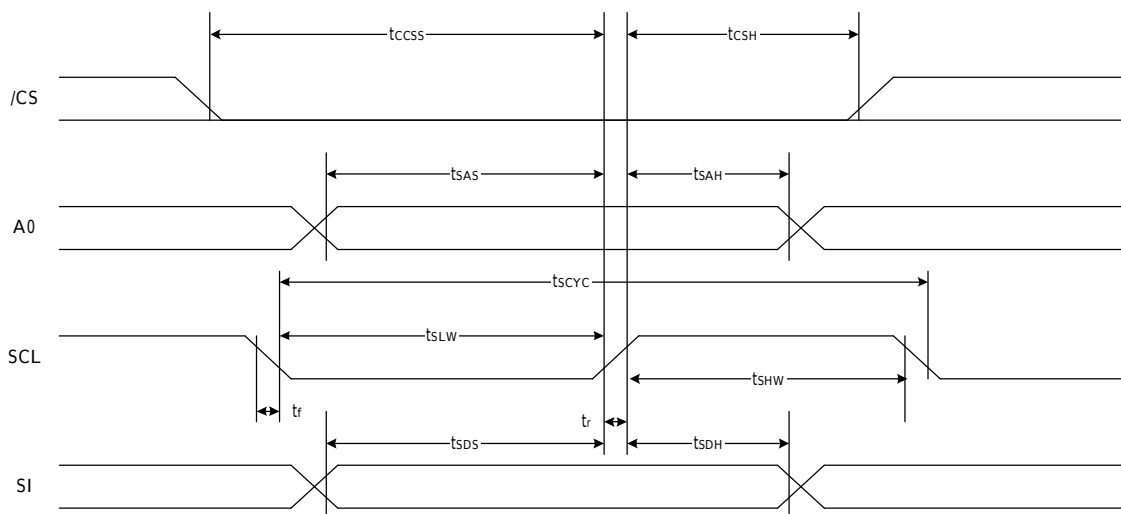 tCCSS tCSH
/CS
tSAS tSAH
A0
tSCYC
tSLW
SCL
tSHW
tf tr
tSDS tSDH
SI